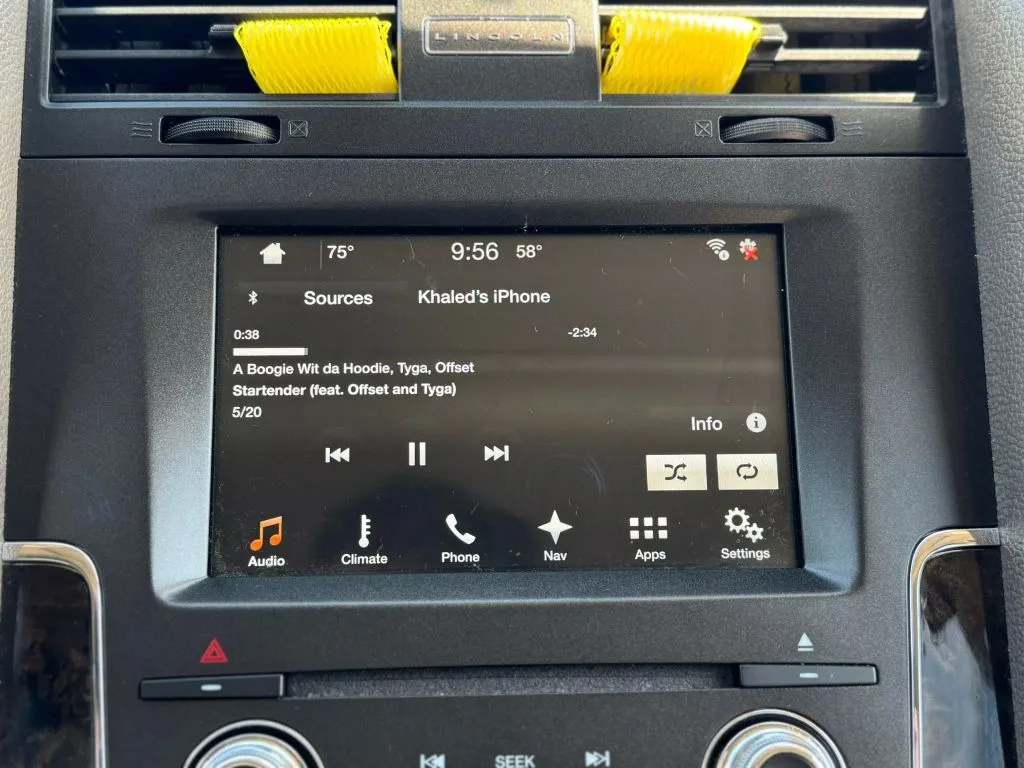 LINCOLN
75° 9:56 58°
Sources Khaled's iPhone
0:38 -2:34
A Boogie Wit da Hoodie, Tyga, Offset
Startender (feat. Offset and Tyga)
5/20
Info
Audio Climate Phone Nav Apps Settings
SEEK